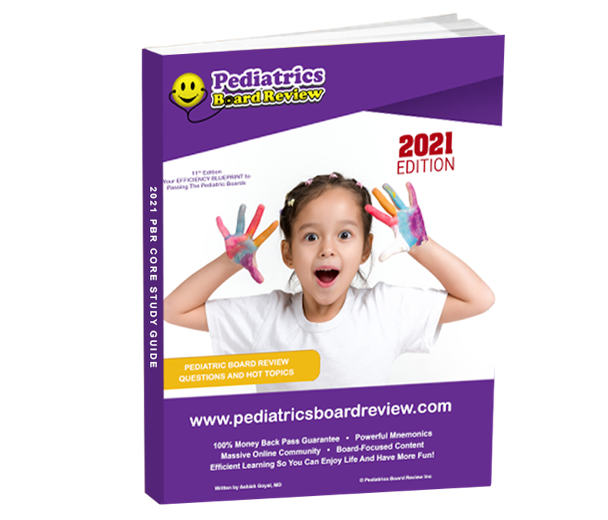 Pediatrics
Board Review
2021
EDITION
11th Edition
Your EFFICIENCY BLUEPRINT to
Passing The Pediatric Boards
2021 PBR CORE STUDY GUIDE
PEDIATRIC BOARD REVIEW
QUESTIONS AND HOT TOPICS
www.pediatricsboardreview.com
100% Money Back Pass Guarantee • Powerful Mnemonics
Massive Online Community • Board-Focused Content
Efficient Learning So You Can Enjoy Life And Have More Fun!
Written by Ashish Goyal, MD © Pediatrics Board Review Inc